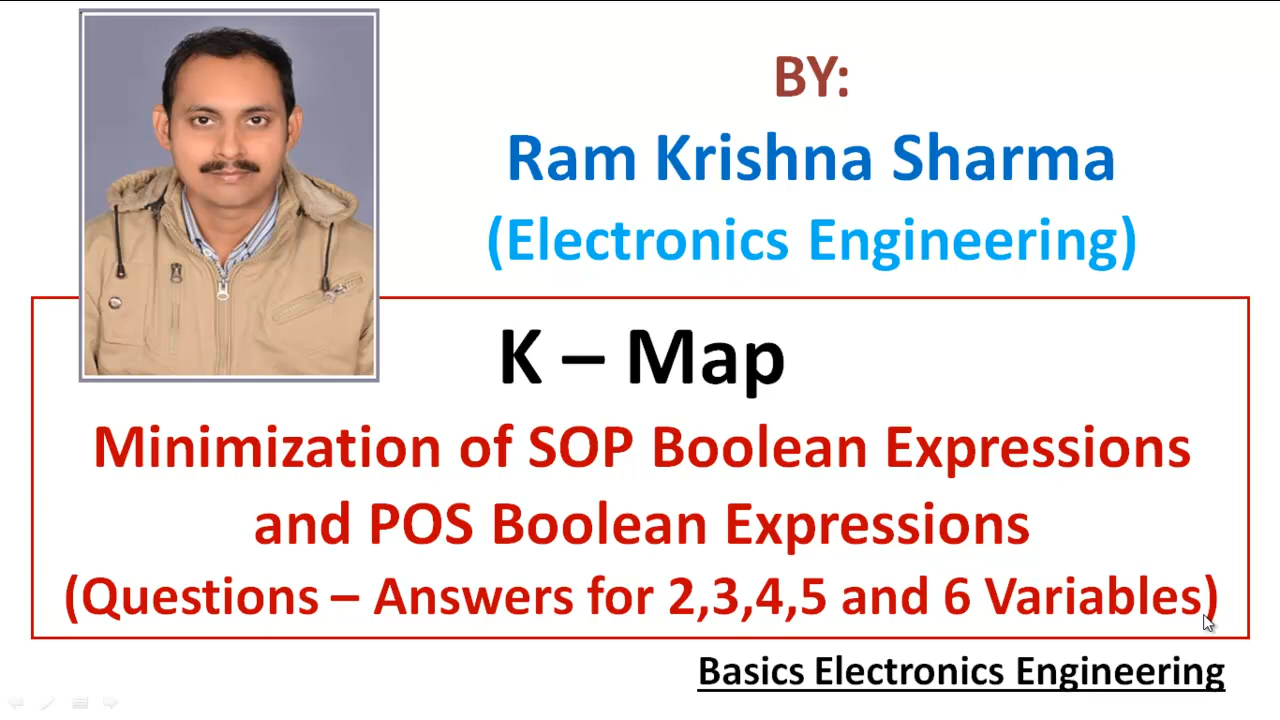 BY:
Ram Krishna Sharma
(Electronics Engineering)
K – Map
Minimization of SOP Boolean Expressions
and POS Boolean Expressions
(Questions – Answers for 2,3,4,5 and 6 Variables)
Basics Electronics Engineering